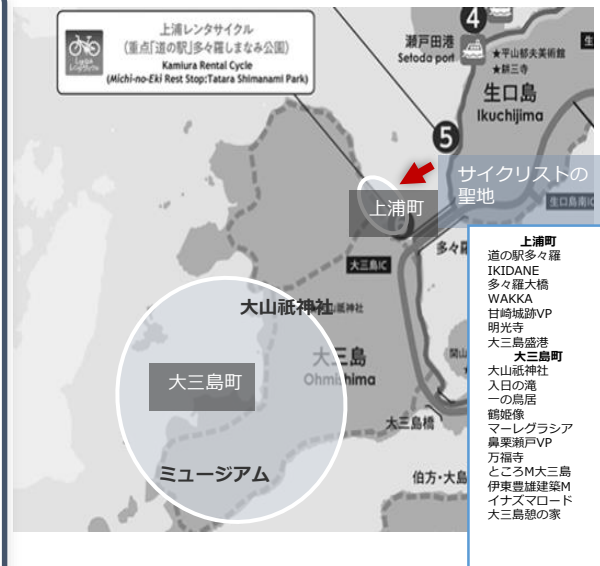 上浦レンタサイクル
(重点「道の駅」多々羅しまなみ公園)
Kamiura Rental Cycle
(Michi-no-Eki Rest Stop:Tatara Shimanami Park)
4
瀬戸田港
Setoda port
★平山郁夫美術館
★耕三寺
生口島
Ikuchijima
5
サイクリストの
聖地
上浦町
生口島南IC
多々羅
大三島IC
大山祇神社
大三島
Ohmishima
大三島町
大三島橋
ミュージアム
伯方・大島
上浦町
道の駅多々羅
IKIDANE
多々羅大橋
WAKKA
甘崎城跡VP
明光寺
大三島盛港
大三島町
大山祇神社
入日の滝
一の鳥居
鶴姫像
マーレグラシア
鼻栗瀬戸VP
万福寺
ところM大三島
伊東豊雄建築M
イナズマロード
大三島憩の家